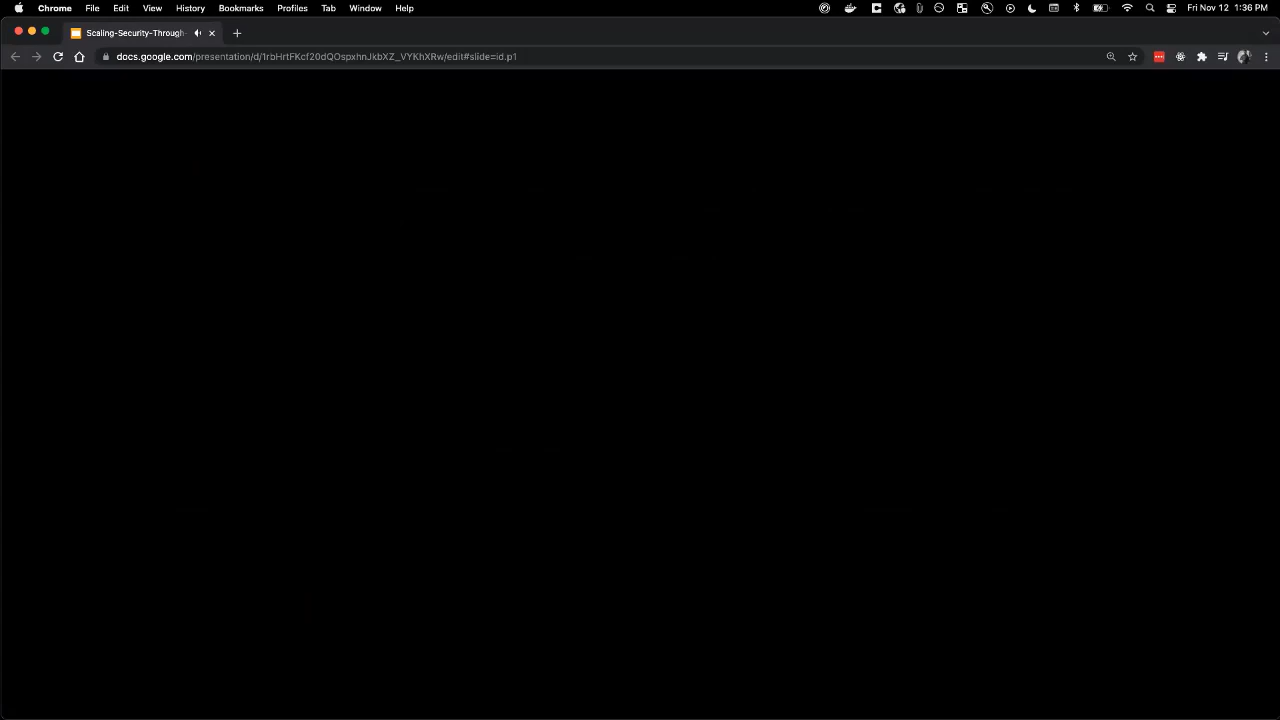 Chrome File Edit View History Bookmarks Profiles Tab Window Help Fri Nov 12 1:36 PM
Scaling-Security-Through-
docs.google.com/presentation/d/1rbHrtFKcf20dQOspxhnJkbXZ_VYKhXRw/edit#slide=id.p1